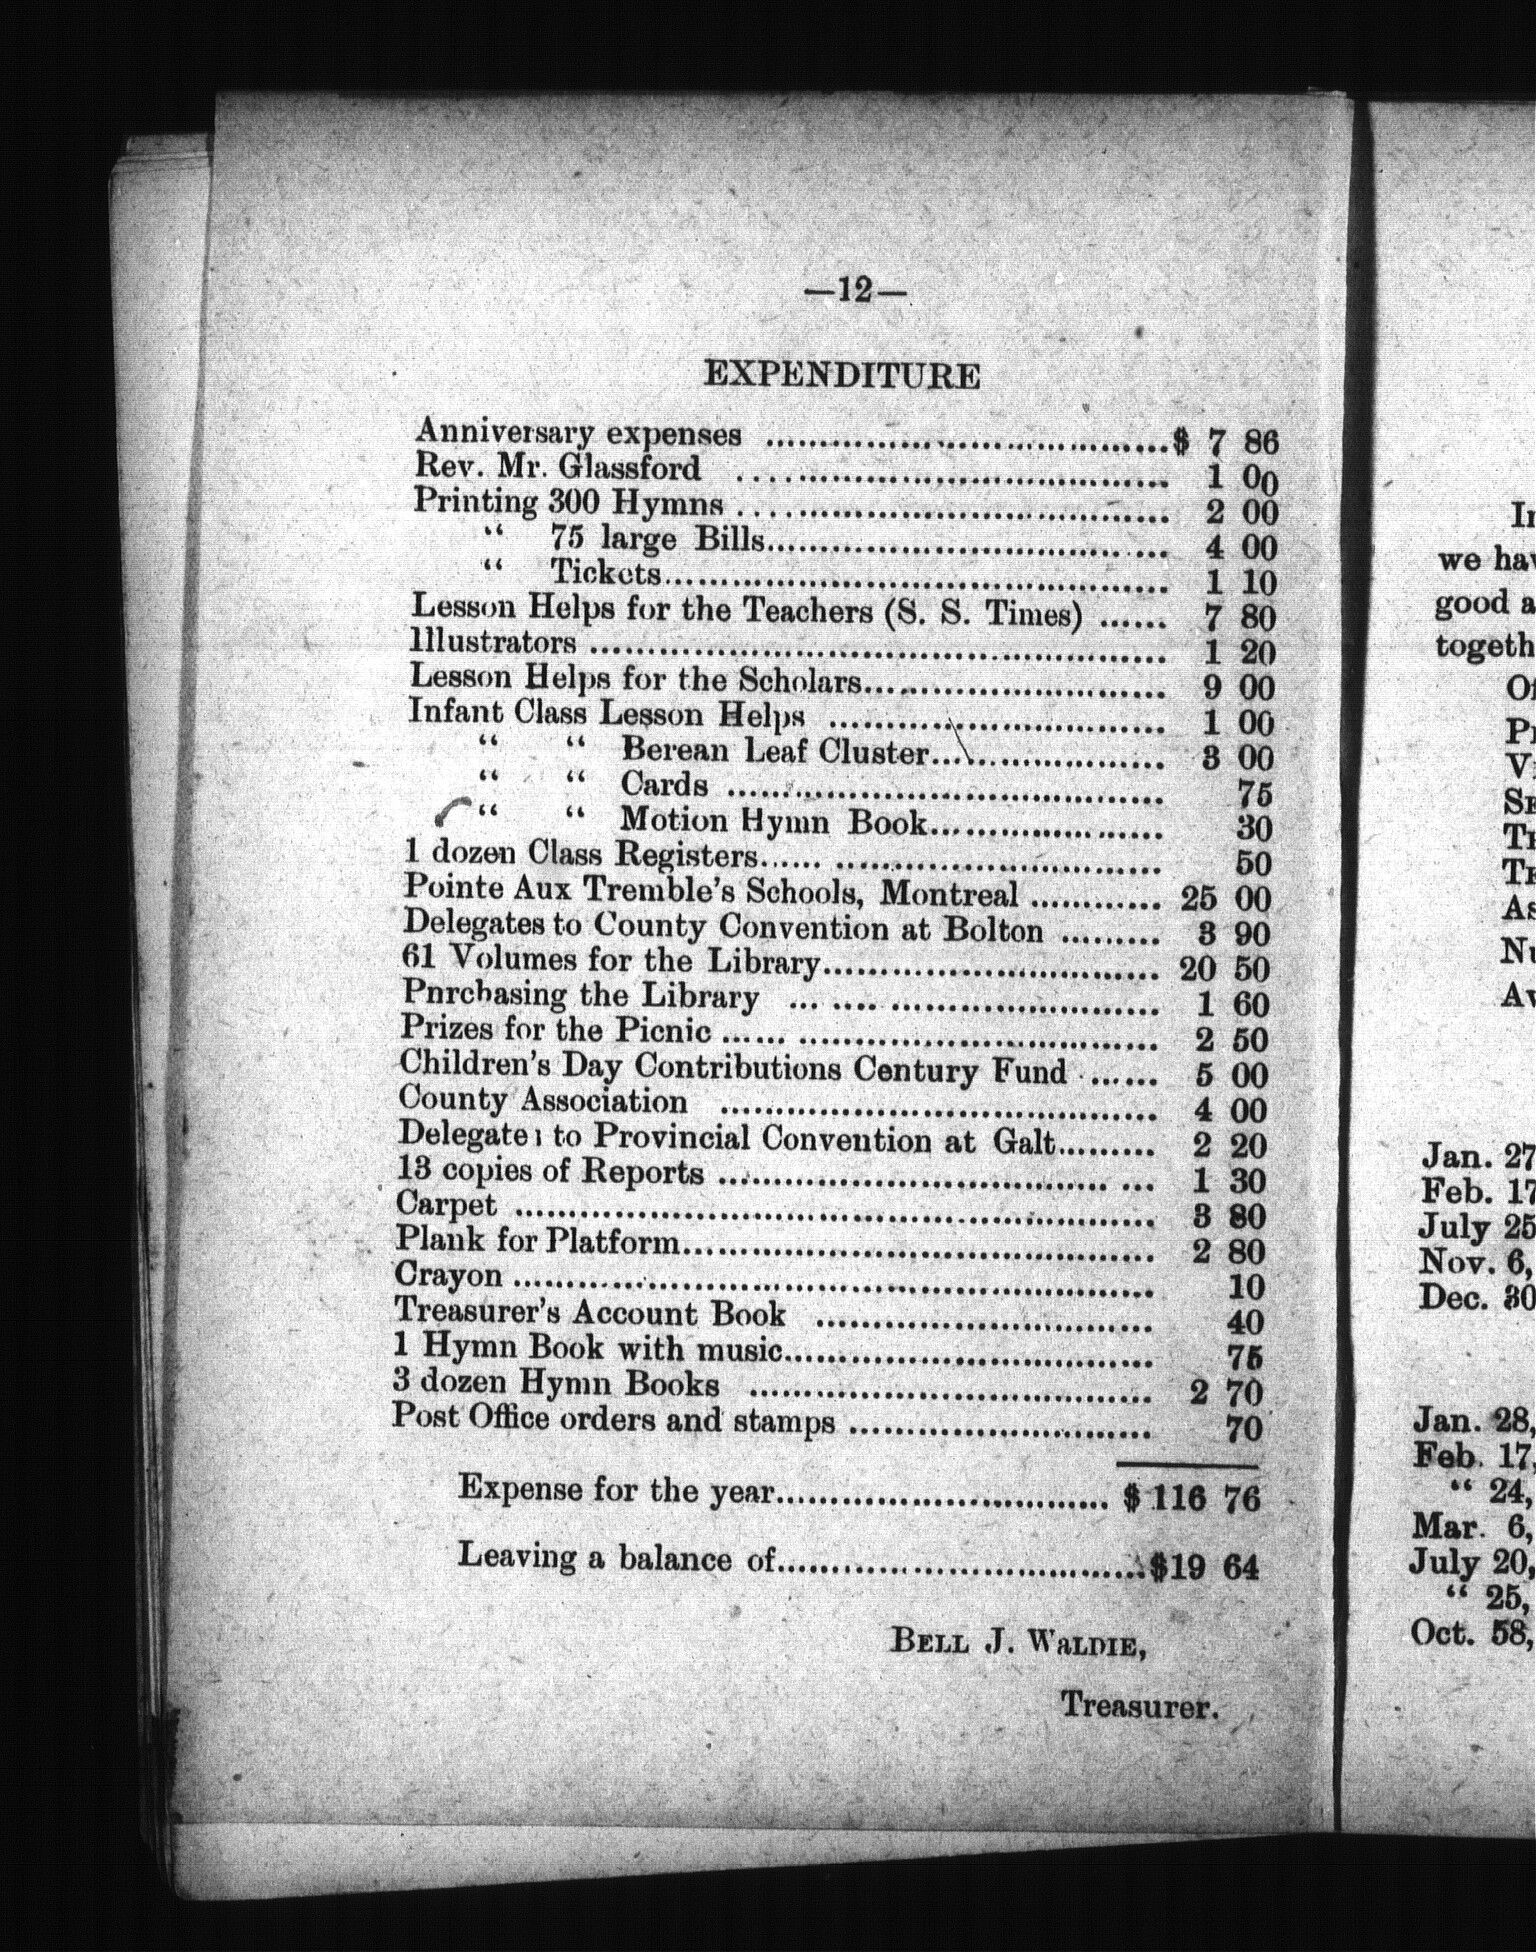 —12—
EXPENDITURE
Anniversary expenses ........................................$ 7 86
Rev. Mr. Glassford ........................................ 1 00
Printing 300 Hymns ........................................ 2 00
“ 75 large Bills........................................ 4 00
“ Tickets........................................ 1 10
Lesson Helps for the Teachers (S. S. Times) ...... 7 80
Illustrators ........................................ 1 20
Lesson Helps for the Scholars.............................. 9 00
Infant Class Lesson Helps .............................. 1 00
“ “ Berean Leaf Cluster.................... 3 00
“ “ Cards ........................................ 75
“ “ Motion Hymn Book.................... 30
1 dozen Class Registers...... .............................. 50
Pointe Aux Tremble's Schools, Montreal ............ 25 00
Delegates to County Convention at Bolton ......... 3 90
61 Volumes for the Library.............................. 20 50
Pnrchasing the Library ... .... .......................... 1 60
Prizes for the Picnic ...... .............................. 2 50
Children's Day Contributions Century Fund ...... 5 00
County Association ........................................ 4 00
Delegate to Provincial Convention at Galt......... 2 20
13 copies of Reports ................................... ... 1 30
Carpet ............................................................ 3 80
Plank for Platform........................................ 2 80
Crayon ............................................................ 10
Treasurer's Account Book .............................. 40
1 Hymn Book with music.............................. 75
3 dozen Hymn Books ................................... 2 70
Post Office orders and stamps .......................... 70
Expense for the year.............................. $ 116 76
Leaving a balance of..............................$19 64
BELL J. WALDIE,
Treasurer.
we
good
Jan. 27
Feb. 17
July 25
Nov. 6,
Dec. 30
Jan. 28,
Feb. 17,
“ 24,
Mar. 6,
July 20,
“ 25,
Oct. 58,